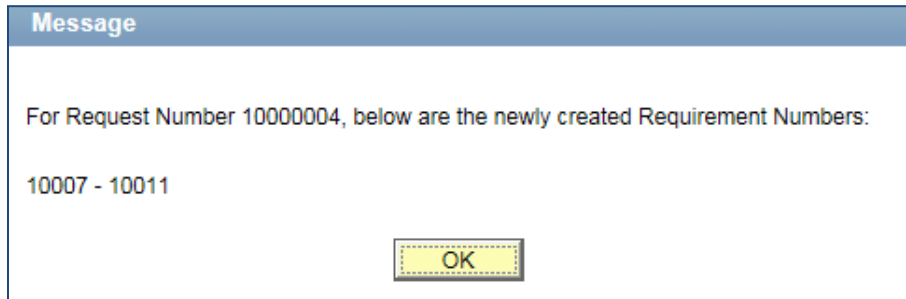 Message
For Request Number 10000004, below are the newly created Requirement Numbers:
10007 - 10011
OK